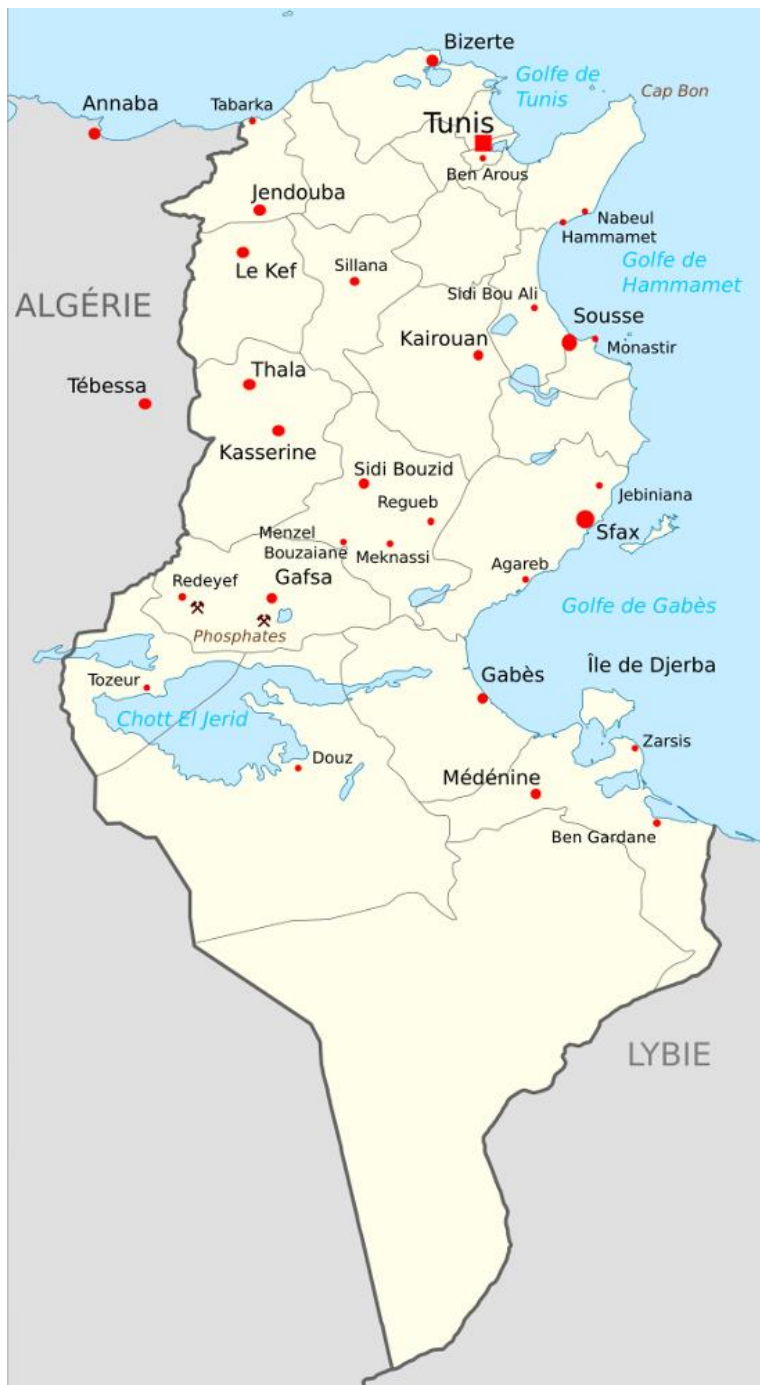 Bizerte
Golfe de
Tunis
Cap Bon
Annaba
Tabarka
Tunis
Ben Arous
Jendouba
Nabeul
Hammamet
Le Kef
Sillana
Golfe de
Hammamet
ALGÉRIE
Sidi Bou Ali
Sousse
Kairouan
Monastir
Thala
Tébessa
Kasserine
Sidi Bouzid
Regueb
Jebiniana
Sfax
Menzel
Bouzaiane
Meknassi
Agareb
Redeyef
Gafsa
Golfe de Gabès
Phosphates
Île de Djerba
Tozeur
Gabès
Chott El Jerid
Zarsis
Douz
Médénine
Ben Gardane
LYBIE